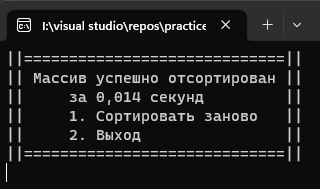 I:\visual studio\repos\practice
||============================||
|| Массив успешно отсортирован ||
|| за 0,014 секунд ||
|| 1. Сортировать заново ||
|| 2. Выход ||
||============================||